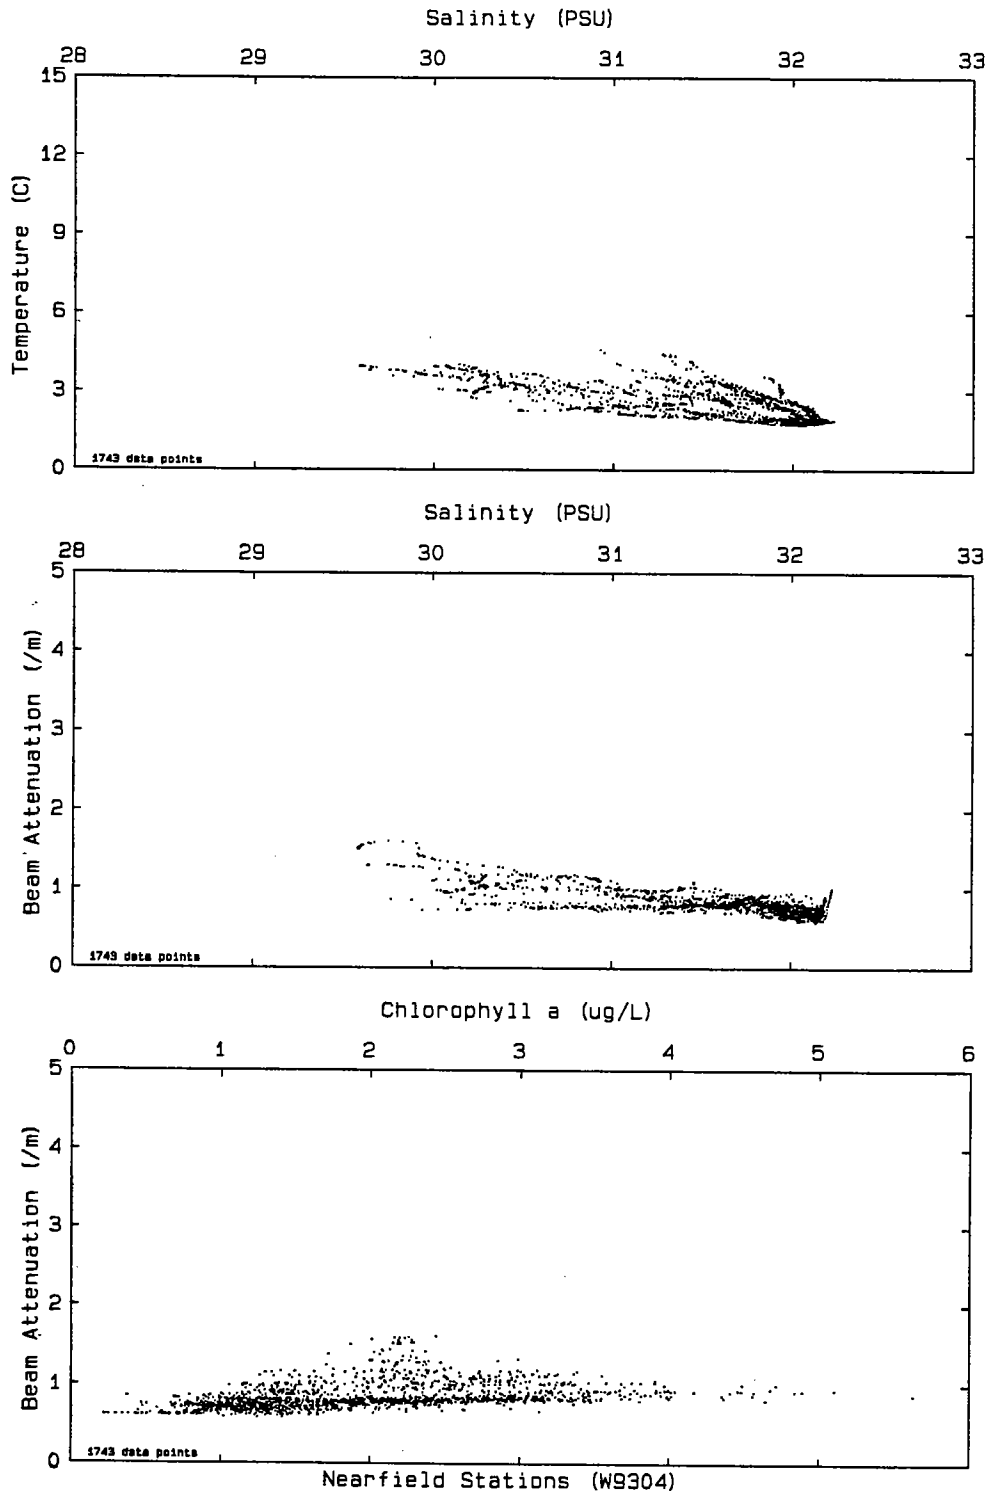 Salinity (PSU)
28 29 30 31 32 33
15
12
9
6
3
0
Temperature (C)
1743 data points
Salinity (PSU)
28 29 30 31 32 33
5
4
3
2
1
0
Beam Attenuation (/m)
1743 data points
Chlorophyll a (ug/L)
0 1 2 3 4 5 6
5
4
3
2
1
0
Beam Attenuation (/m)
1743 data points
Nearfield Stations (W9304)